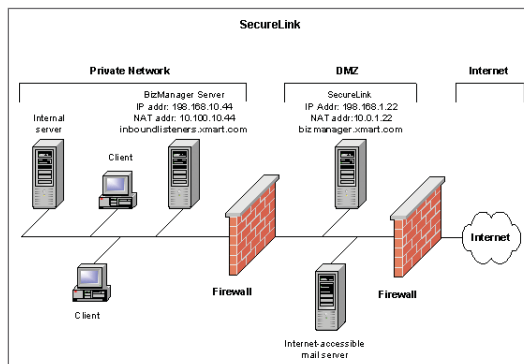 SecureLink
Private Network
DMZ
Internet
BizManager Server
IP addr: 198.168.10.44
NAT addr: 10.100.10.44
inboundlisteners.xmart.com
SecureLink
IP Addr: 198.168.1.22
NAT addr: 10.0.1.22
bizmanager.xmart.com
Internal
server
Client
Internet
Firewall
Firewall
Client
Internet-accessible
mail server